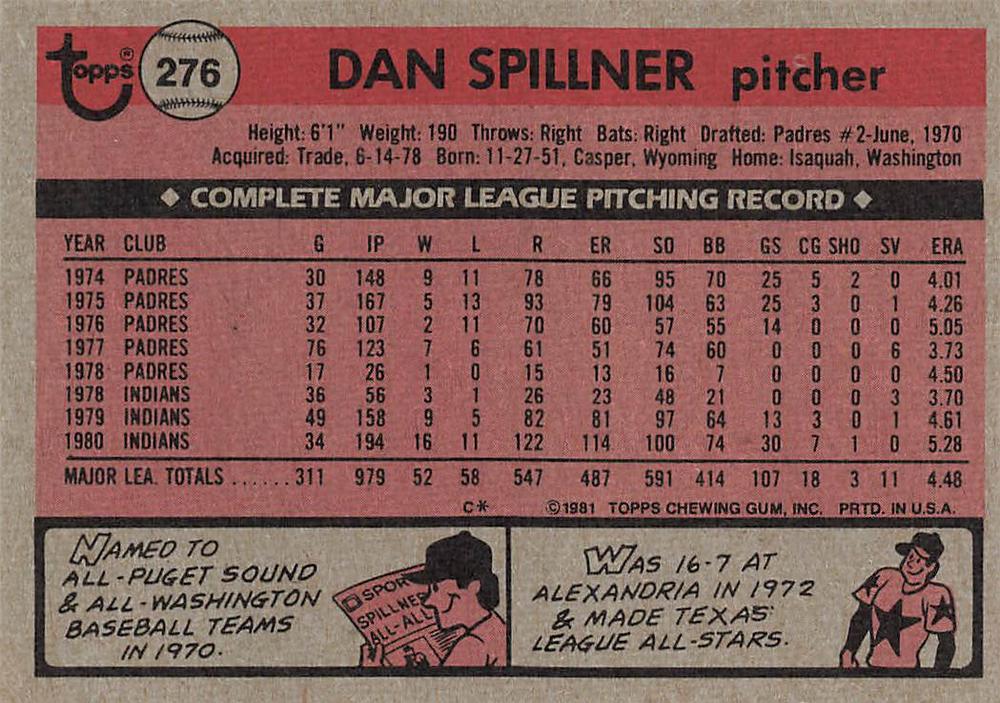 Topps® 276 DAN SPILLNER pitcher
Height: 6'1" Weight: 190 Throws: Right Bats: Right Drafted: Padres #2-June, 1970
Acquired: Trade, 6-14-78 Born: 11-27-51, Casper, Wyoming Home: Isaquah, Washington
◆ COMPLETE MAJOR LEAGUE PITCHING RECORD ◆
YEAR CLUB G IP W L R ER SO BB GS CG SHO SV ERA
1974 PADRES 30 148 9 11 78 66 95 70 25 5 2 0 4.01
1975 PADRES 37 167 5 13 93 79 104 63 25 3 0 1 4.26
1976 PADRES 32 107 2 11 70 60 57 55 14 0 0 0 5.05
1977 PADRES 76 123 7 6 61 51 74 60 0 0 0 6 3.73
1978 PADRES 17 26 1 0 15 13 16 7 0 0 0 0 4.50
1978 INDIANS 36 56 3 1 26 23 48 21 0 0 0 3 3.70
1979 INDIANS 49 158 9 5 82 81 97 64 13 3 0 1 4.61
1980 INDIANS 34 194 16 11 122 114 100 74 30 7 1 0 5.28
MAJOR LEA. TOTALS ......311 979 52 58 547 487 591 414 107 18 3 11 4.48
C* ©1981 TOPPS CHEWING GUM, INC. PRTD. IN U.S.A.
NAMED TO
ALL-PUGET SOUND
& ALL-WASHINGTON
BASEBALL TEAMS
IN 1970.
SPOR
SPILLNER
ALL-ALL
WAS 16-7 AT
ALEXANDRIA IN 1972
& MADE TEXAS
LEAGUE ALL-STARS.